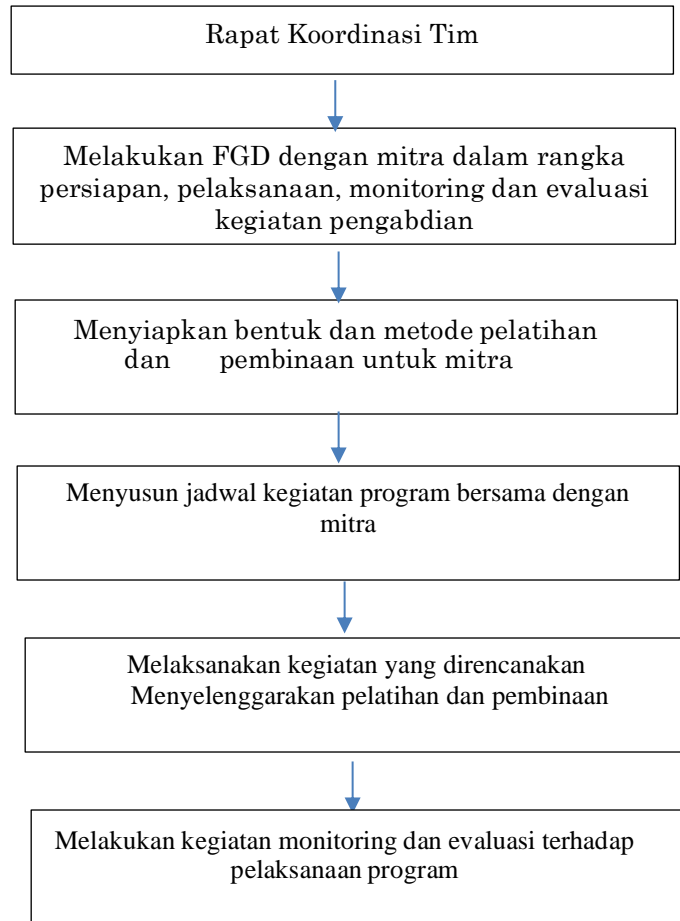 Rapat Koordinasi Tim
Melakukan FGD dengan mitra dalam rangka
persiapan, pelaksanaan, monitoring dan evaluasi
kegiatan pengabdian
Menyiapkan bentuk dan metode pelatihan
dan pembinaan untuk mitra
Menyusun jadwal kegiatan program bersama dengan
mitra
Melaksanakan kegiatan yang direncanakan
Menyelenggarakan pelatihan dan pembinaan
Melakukan kegiatan monitoring dan evaluasi terhadap
pelaksanaan program